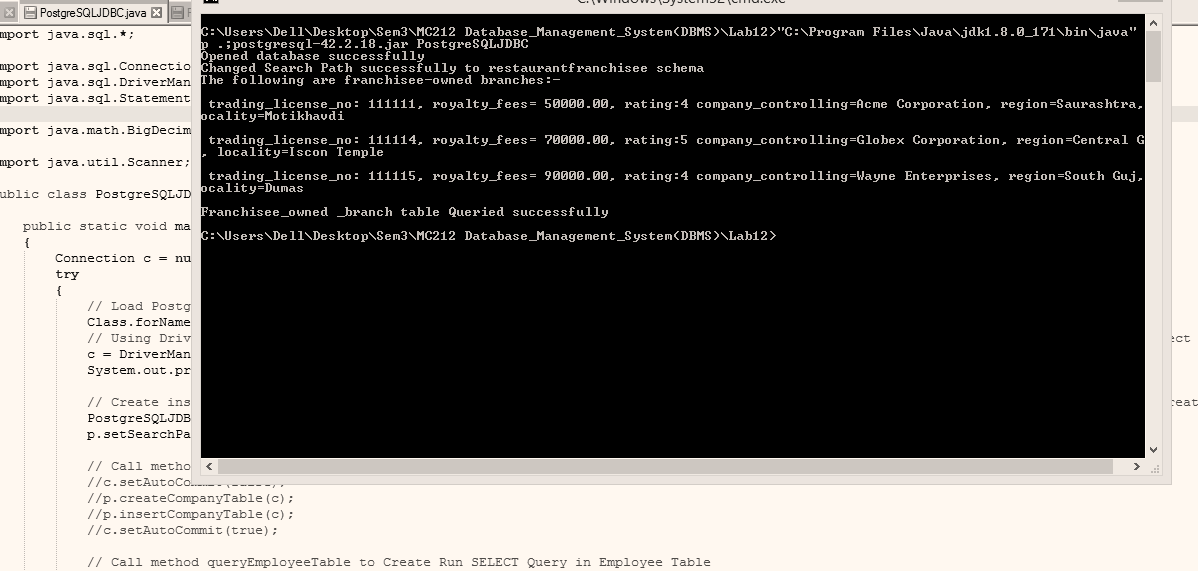 PostgreSQLJDBC.java
C:\Windows\System32\cmd.exe
mport java.sql.*;
mport java.sql.Connectio
mport java.sql.DriverMan
mport java.sql.Statement
mport java.math.BigDecim
mport java.util.Scanner;
ublic class PostgreSQLJD
public static void ma
{
Connection c = nu
try
{
// Load Postg
Class.forName
// Using Driv
ect
c = DriverMan
System.out.pr
// Create ins
reat
PostgreSQLJDB
p.setSearchPa
// Call metho
//c.setAutoCommit(false);
//p.createCompanyTable(c);
//p.insertCompanyTable(c);
//c.setAutoCommit(true);
// Call method queryEmployeeTable to Create Run SELECT Query in Employee Table
C:\Users\Dell\Desktop\Sem3\MC212 Database_Management_System(DBMS)\Lab12>"C:\Program Files\Java\jdk1.8.0_171\bin\java"
p .;postgresql-42.2.18.jar PostgreSQLJDBC
Opened database successfully
Changed Search Path successfully to restaurantfranchisee schema
The following are franchisee-owned branches:-
trading_license_no: 111111, royalty_fees= 50000.00, rating:4 company_controlling=Acme Corporation, region=Saurashtra,
ocality=Motikhavdi
trading_license_no: 111114, royalty_fees= 70000.00, rating:5 company_controlling=Globex Corporation, region=Central G
, locality=Iscon Temple
trading_license_no: 111115, royalty_fees= 90000.00, rating:4 company_controlling=Wayne Enterprises, region=South Guj,
ocality=Dumas
Franchisee_owned _branch table Queried successfully
C:\Users\Dell\Desktop\Sem3\MC212 Database_Management_System(DBMS)\Lab12>